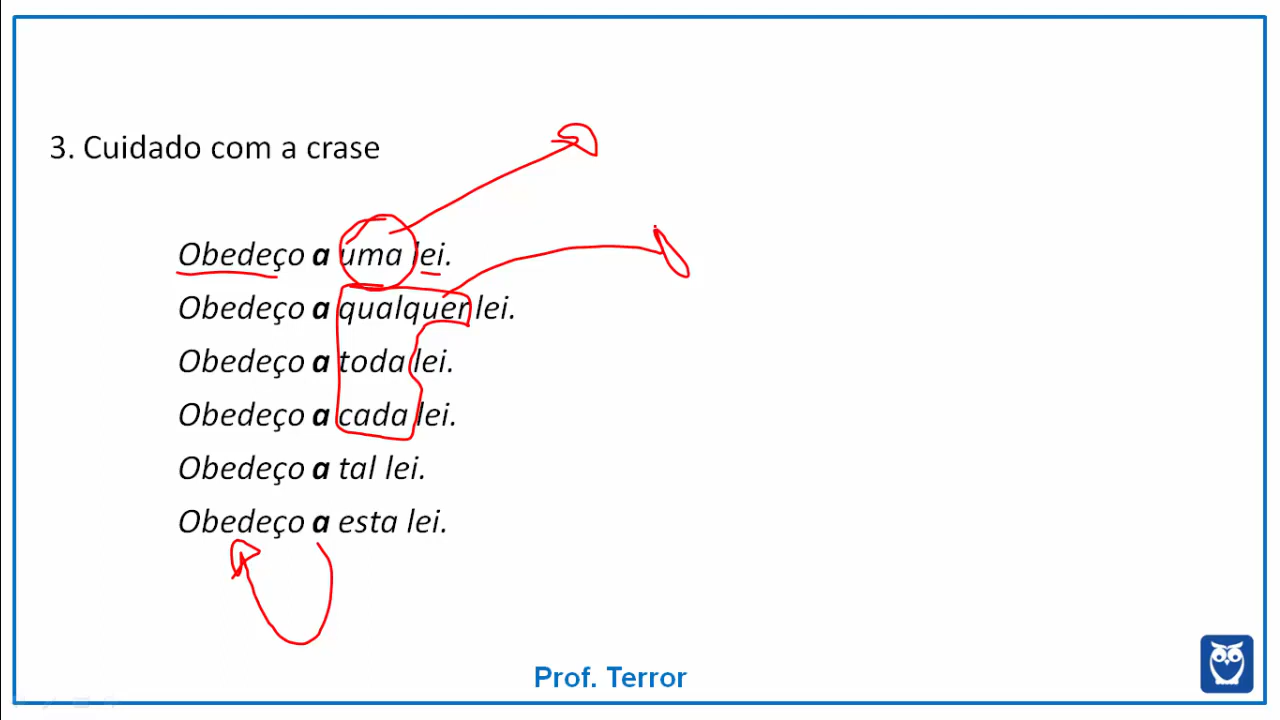 3. Cuidado com a crase
Obedeço a uma lei.
Obedeço a qualquer lei.
Obedeço a toda lei.
Obedeço a cada lei.
Obedeço a tal lei.
Obedeço a esta lei.
Prof. Terror